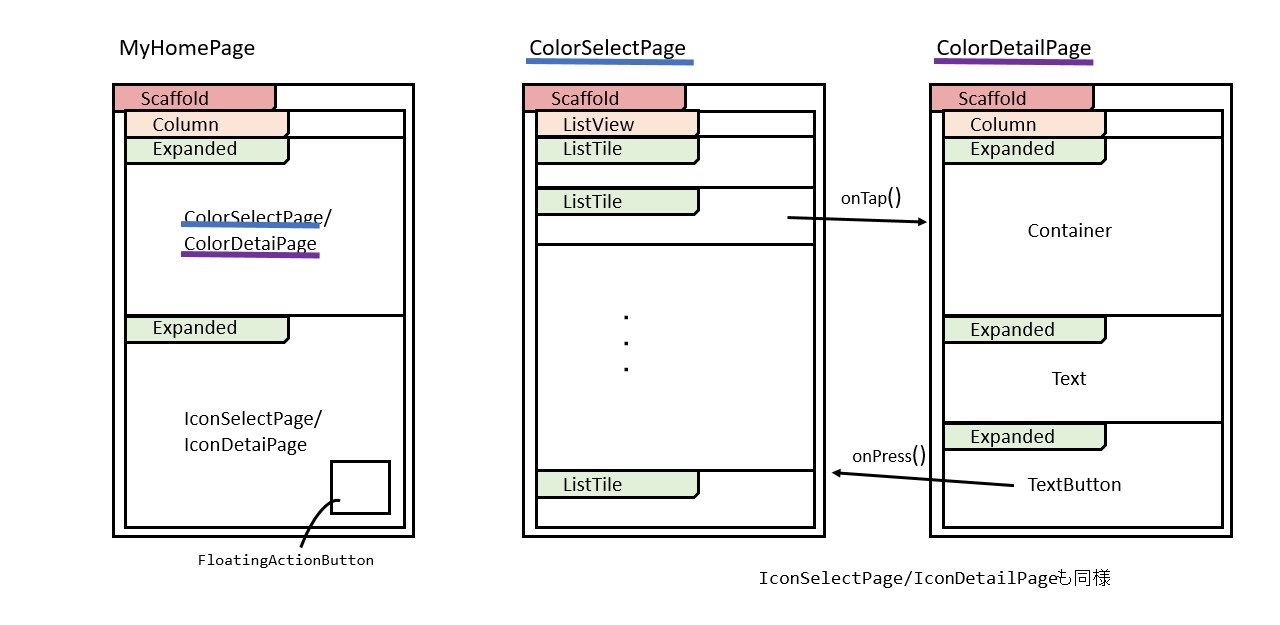 MyHomePage
Scaffold
Column
Expanded
ColorSelectPage/
ColorDetaiPage
Expanded
IconSelectPage/
IconDetaiPage
FloatingActionButton
ColorSelectPage
Scaffold
ListView
ListTile
ListTile
onTap()
.
.
.
ListTile
onPress()
ColorDetailPage
Scaffold
Column
Expanded
Container
Expanded
Text
Expanded
TextButton
IconSelectPage/IconDetailPageも同様